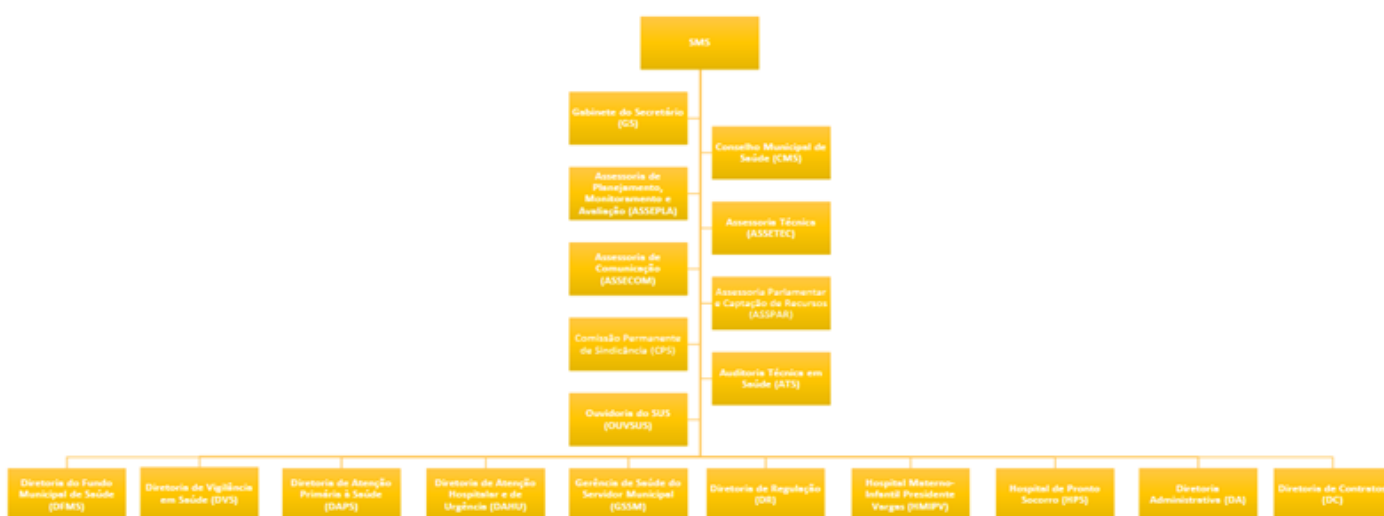 SMS
Gabinete do Secretário
(GS)
Conselho Municipal de
Saúde (CMS)
Assessoria de
Planejamento,
Monitoramento e
Avaliação (ASSEPLA)
Assessoria Técnica
(ASSETEC)
Assessoria de
Comunicação
(ASSECOM)
Assessoria Parlamentar
e Captação de Recursos
(ASSPAR)
Comissão Permanente
de Sindicância (CPS)
Auditoria Técnica em
Saúde (ATS)
Ouvidoria do SUS
(OUVSUS)
Diretoria do Fundo
Municipal de Saúde
(DFMS)
Diretoria de Vigilância
em Saúde (DVS)
Diretoria de Atenção
Primária à Saúde
(DAPS)
Diretoria de Atenção
Hospitalar e de
Urgência (DAHU)
Gerência de Saúde do
Servidor Municipal
(GSSM)
Diretoria de Regulação
(DR)
Hospital Materno-
Infantil Presidente
Vargas (HMIPV)
Hospital de Pronto
Socorro (HPS)
Diretoria
Administrativa (DA)
Diretoria de Contratos
(DC)